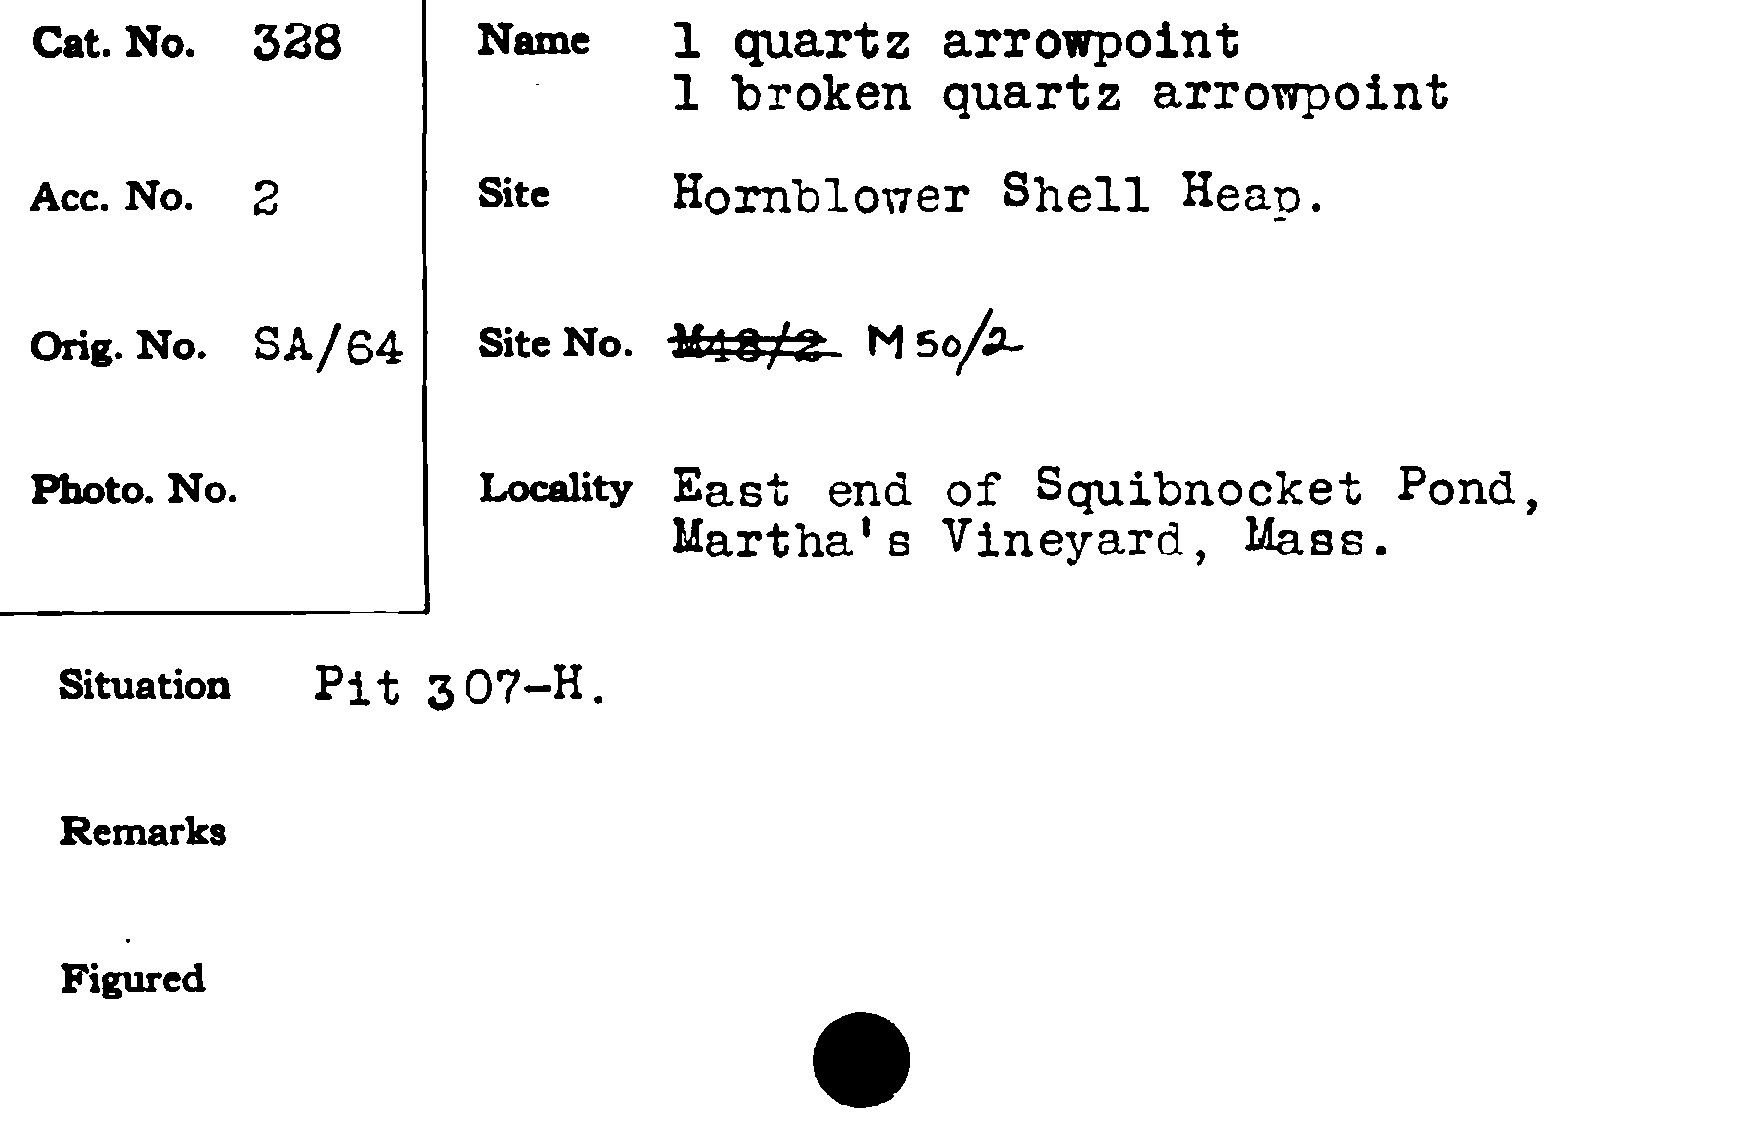 Cat. No. 328
Name 1 quartz arrowpoint
1 broken quartz arrowpoint
Acc. No. 2
Site Hornblower Shell Heap.
Orig. No. SA/64
Site No. M48/2 M50/2
Photo. No.
Locality East end of Squibnocket Pond,
Martha's Vineyard, Mass.
Situation Pit 307-H.
Remarks
Figured